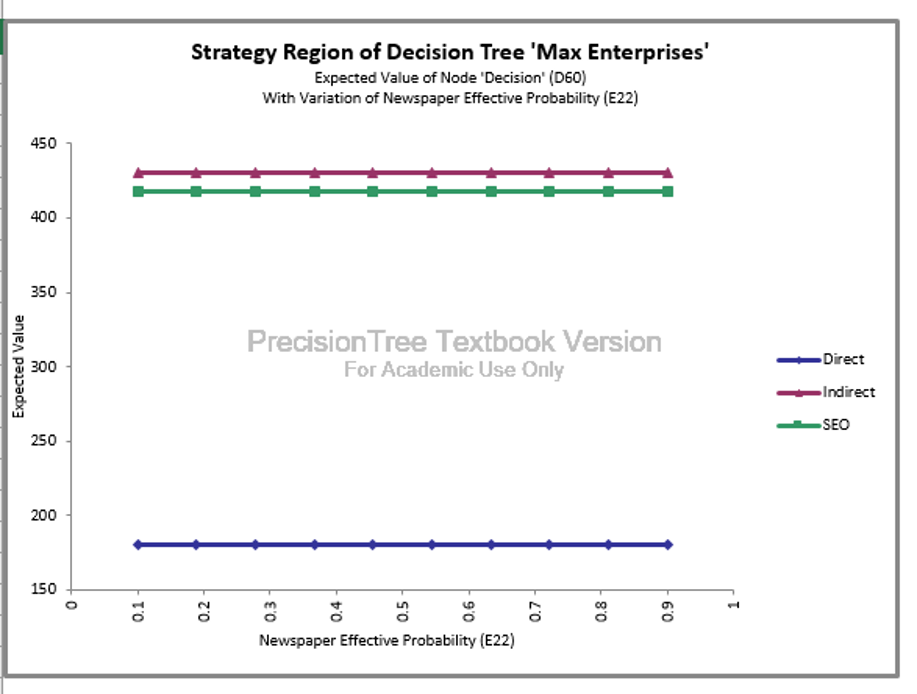 Strategy Region of Decision Tree 'Max Enterprises'
Expected Value of Node 'Decision' (D60)
With Variation of Newspaper Effective Probability (E22)
450
400
350
300
250
200
150
Expected Value
PrecisionTree Textbook Version
For Academic Use Only
Direct
Indirect
SEO
0
0.1
0.2
0.3
0.4
0.5
0.6
0.7
0.8
0.9
1
Newspaper Effective Probability (E22)